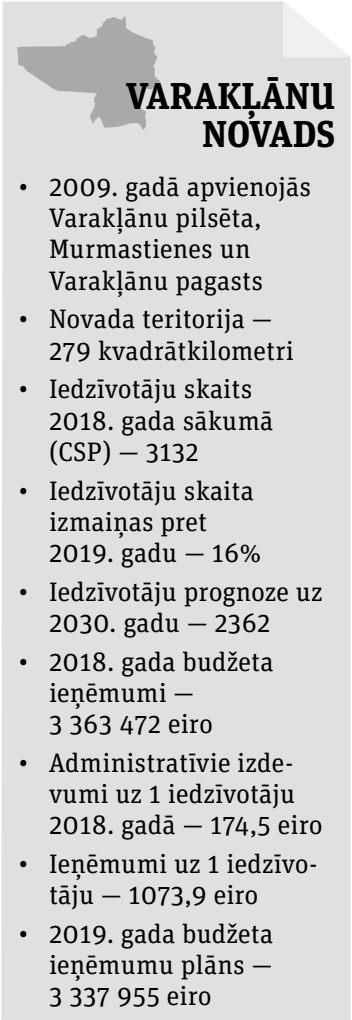 VARAKĻĀNU
NOVADS
• 2009. gadā apvienojās
Varakļānu pilsēta,
Murmastienes un
Varakļānu pagasts
• Novada teritorija —
279 kvadrātkilometri
• Iedzīvotāju skaits
2018. gada sākumā
(CSP) — 3132
• Iedzīvotāju skaita
izmaiņas pret
2019. gadu — 16%
• Iedzīvotāju prognoze uz
2030. gadu — 2362
• 2018. gada budžeta
ieņēmumi —
3 363 472 eiro
• Administratīvie izde-
vumi uz 1 iedzīvotāju
2018. gadā — 174,5 eiro
• Ieņēmumi uz 1 iedzīvo-
tāju — 1073,9 eiro
• 2019. gada budžeta
ieņēmumu plāns —
3 337 955 eiro